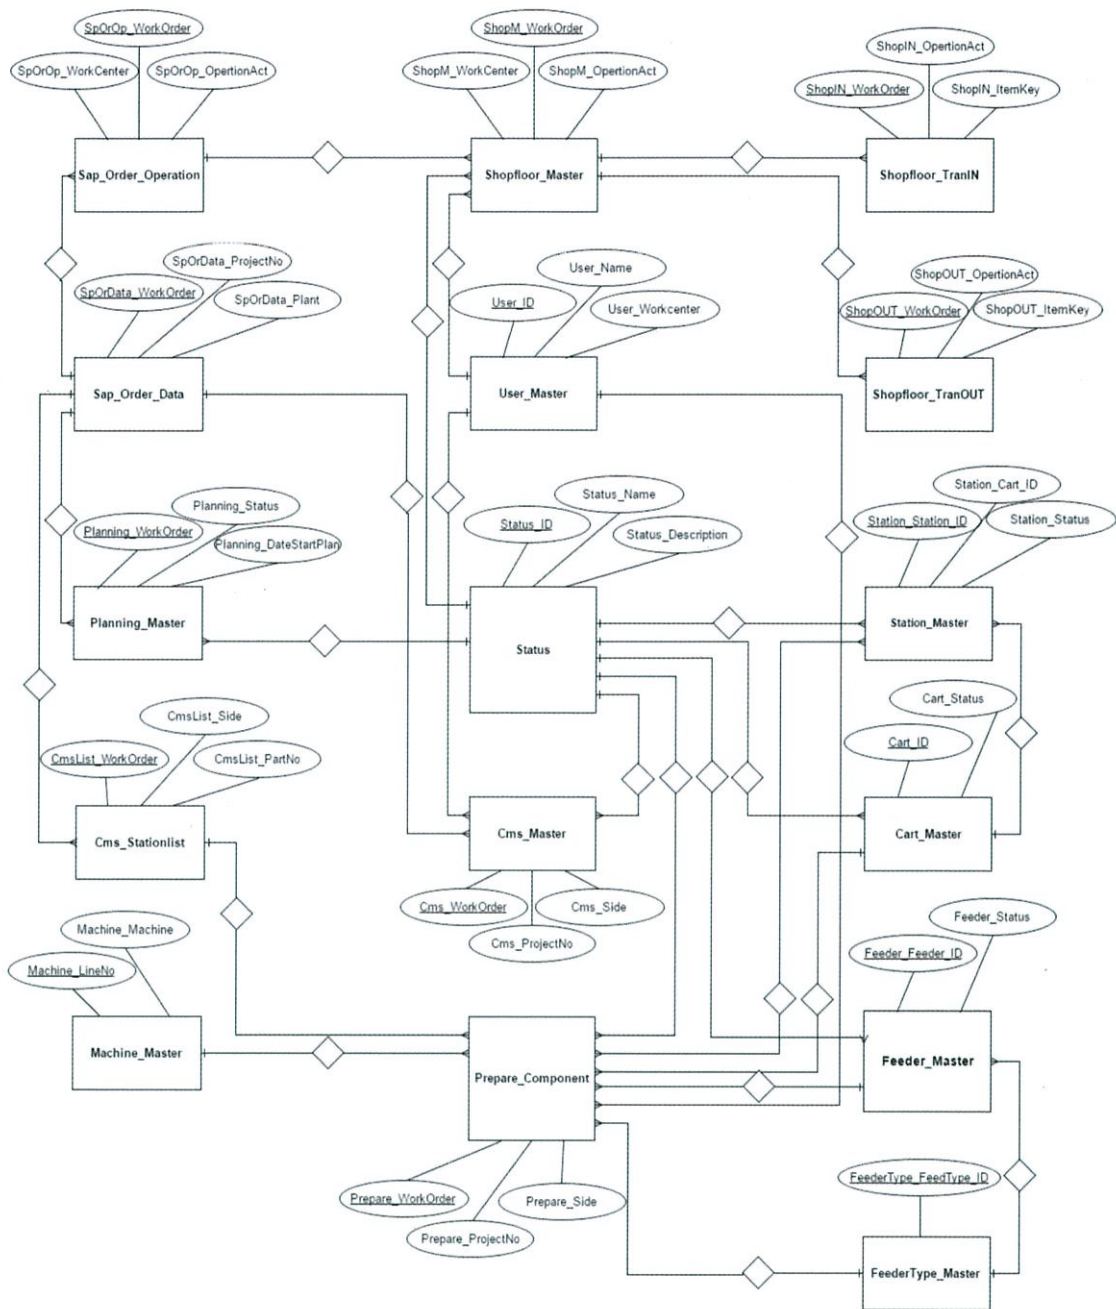 SpOrOp_WorkOrder
ShopM_WorkOrder
ShopIN_OpertionAct
SpOrOp_WorkCenter
SpOrOp_OpertionAct
ShopM_WorkCenter
ShopM_OpertionAct
ShopIN_WorkOrder
ShopIN_ItemKey
Sap_Order_Operation
Shopfloor_Master
Shopfloor_TranIN
SpOrData_ProjectNo
User_Name
ShopOUT_OpertionAct
SpOrData_WorkOrder
SpOrData_Plant
User_ID
User_Workcenter
ShopOUT_WorkOrder
ShopOUT_ItemKey
Sap_Order_Data
User_Master
Shopfloor_TranOUT
Planning_Status
Status_Name
Station_Cart_ID
Planning_WorkOrder
Planning_DateStartPlan
Status_ID
Status_Description
Station_Station_ID
Station_Status
Planning_Master
Status
Station_Master
CmsList_Side
Cart_Status
CmsList_WorkOrder
CmsList_PartNo
Cart_ID
Cms_Stationlist
Cms_Master
Cart_Master
Cms_WorkOrder
Cms_Side
Cms_ProjectNo
Machine_Machine
Feeder_Status
Machine_LineNo
Feeder_Feeder_ID
Machine_Master
Prepare_Component
Feeder_Master
Prepare_WorkOrder
Prepare_Side
Prepare_ProjectNo
FeederType_FeedType_ID
FeederType_Master